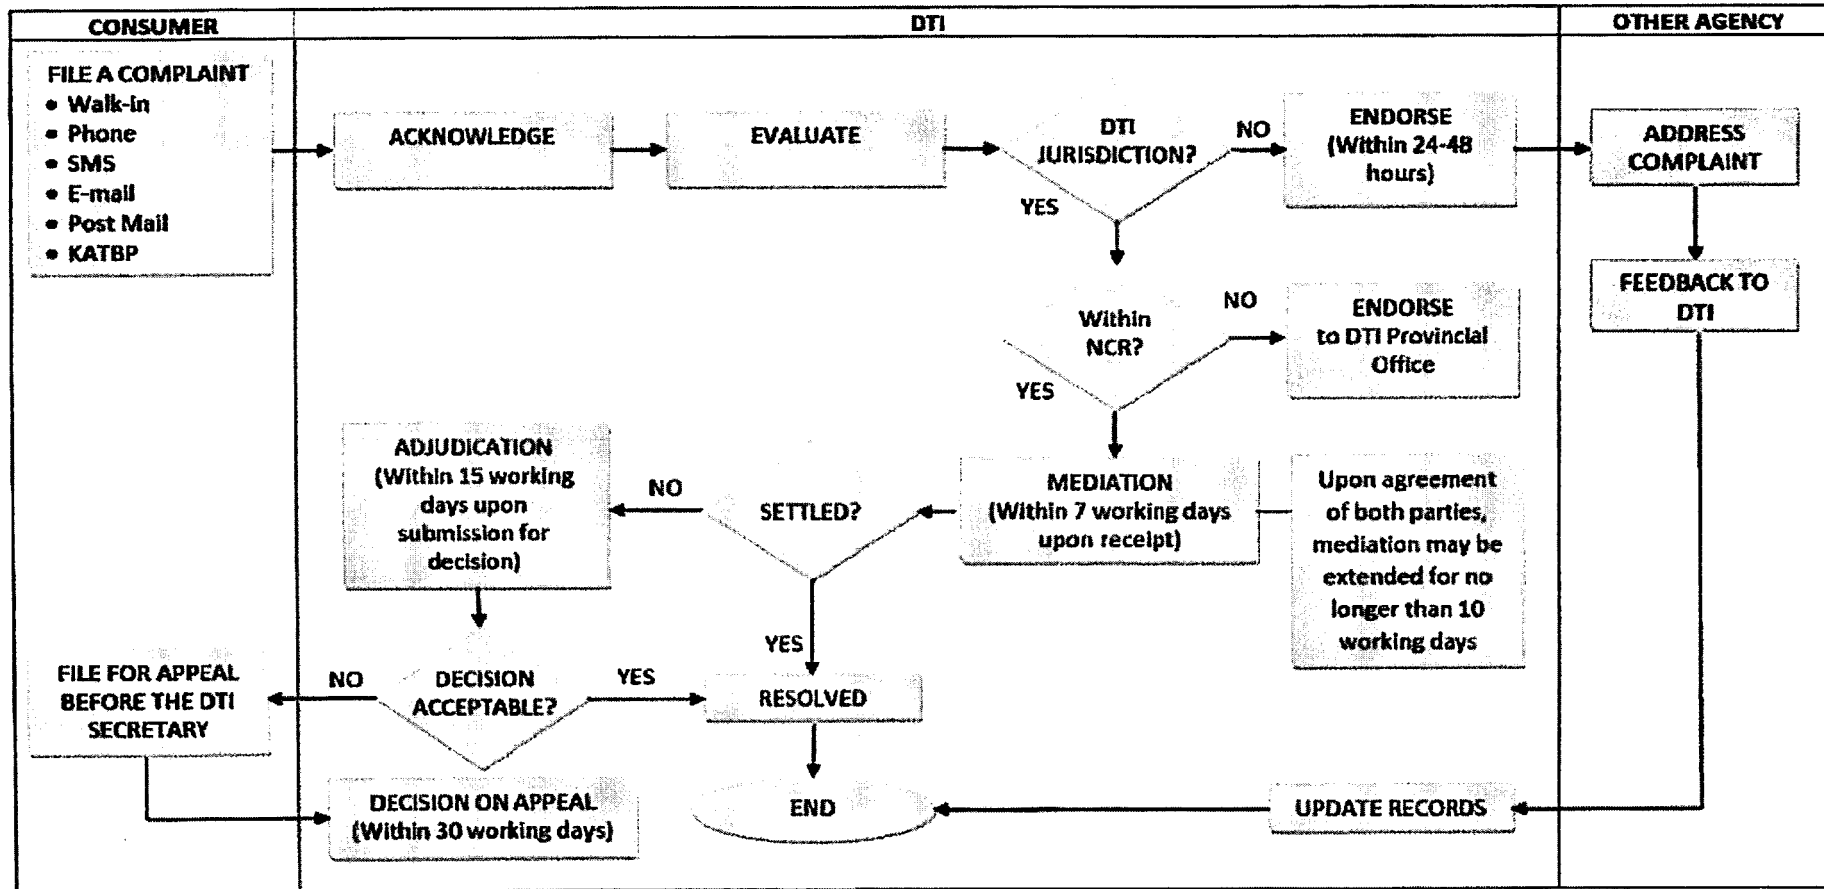 CONSUMER
DTI
OTHER AGENCY
FILE A COMPLAINT
• Walk-in
• Phone
• SMS
• E-mail
• Post Mail
• KATBP
ACKNOWLEDGE
EVALUATE
DTI
JURISDICTION?
NO
YES
ENDORSE
(Within 24-48
hours)
ADDRESS
COMPLAINT
FEEDBACK TO
DTI
Within
NCR?
NO
YES
ENDORSE
to DTI Provincial
Office
MEDIATION
(Within 7 working days
upon receipt)
Upon agreement
of both parties,
mediation may be
extended for no
longer than 10
working days
SETTLED?
NO
YES
ADJUDICATION
(Within 15 working
days upon
submission for
decision)
DECISION
ACCEPTABLE?
NO
YES
RESOLVED
FILE FOR APPEAL
BEFORE THE DTI
SECRETARY
DECISION ON APPEAL
(Within 30 working days)
END
UPDATE RECORDS